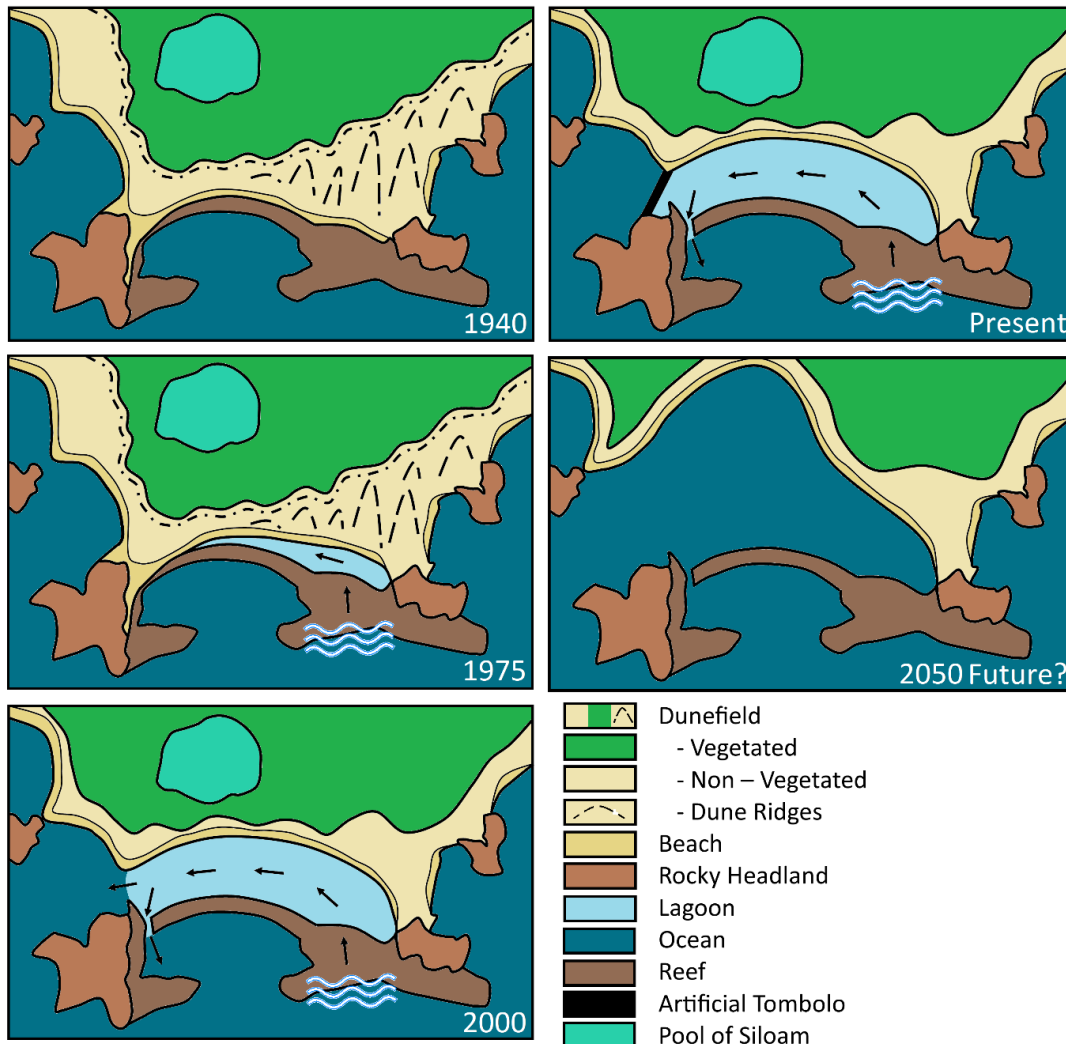 1940
Present
1975
2050 Future?
2000
Dunefield
- Vegetated
- Non – Vegetated
- Dune Ridges
Beach
Rocky Headland
Lagoon
Ocean
Reef
Artificial Tombolo
Pool of Siloam